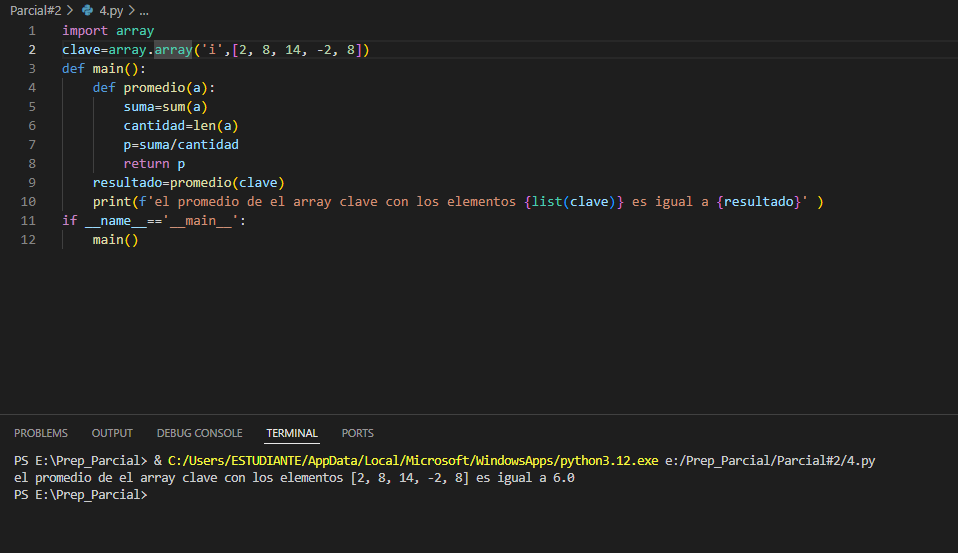 Parcial#2 > 4.py > ...
1 import array
2 clave=array.array('i',[2, 8, 14, -2, 8])
3 def main():
4     def promedio(a):
5         suma=sum(a)
6         cantidad=len(a)
7         p=suma/cantidad
8         return p
9     resultado=promedio(clave)
10     print(f'el promedio de el array clave con los elementos {list(clave)} es igual a {resultado}' )
11 if __name__=='__main__':
12     main()
PROBLEMS OUTPUT DEBUG CONSOLE TERMINAL PORTS
PS E:\Prep_Parcial> & C:/Users/ESTUDIANTE/AppData/Local/Microsoft/WindowsApps/python3.12.exe e:/Prep_Parcial/Parcial#2/4.py
el promedio de el array clave con los elementos [2, 8, 14, -2, 8] es igual a 6.0
PS E:\Prep_Parcial>